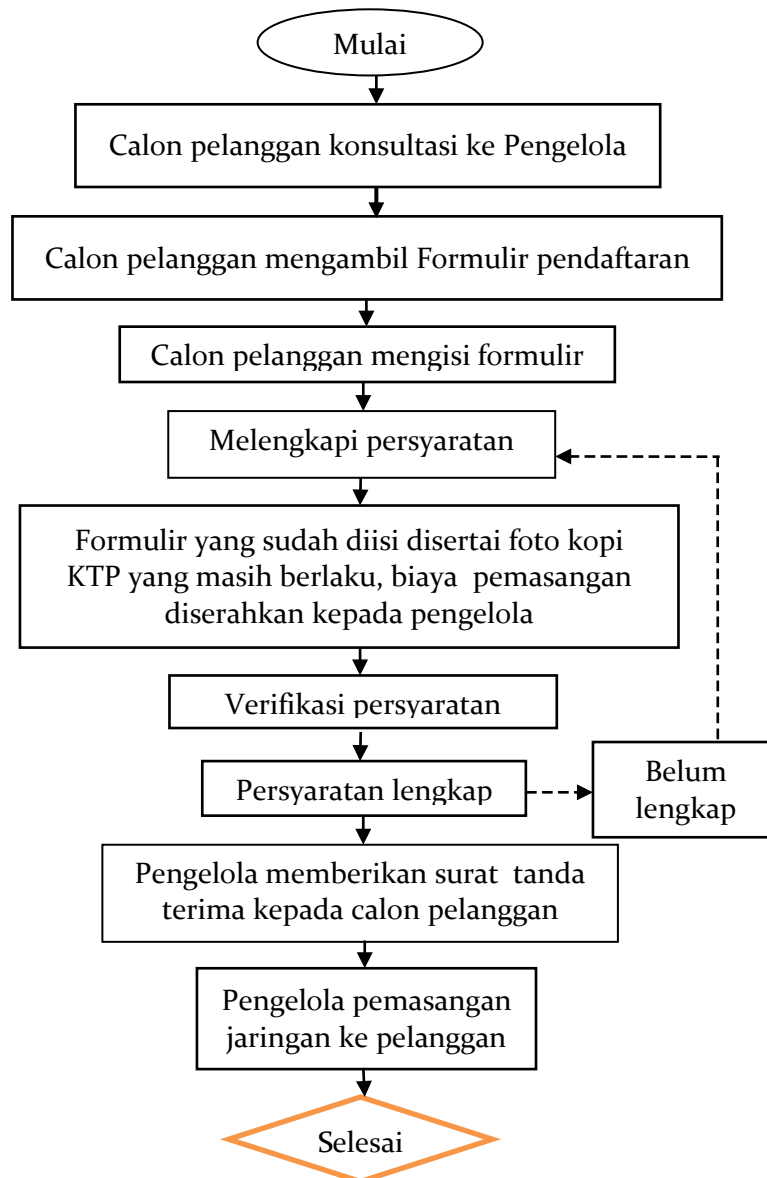 Mulai
Calon pelanggan konsultasi ke Pengelola
Calon pelanggan mengambil Formulir pendaftaran
Calon pelanggan mengisi formulir
Melengkapi persyaratan
Formulir yang sudah diisi disertai foto kopi
KTP yang masih berlaku, biaya pemasangan
diserahkan kepada pengelola
Verifikasi persyaratan
Persyaratan lengkap
Belum
lengkap
Pengelola memberikan surat tanda
terima kepada calon pelanggan
Pengelola pemasangan
jaringan ke pelanggan
Selesai